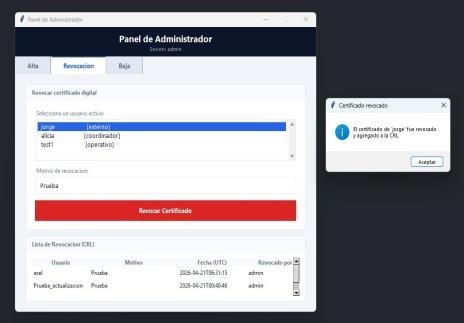 Panel de Administrador
Panel de Administrador
Sesion: admin
Alta Revocacion Baja
Revocar certificado digital
Selecciona un usuario activo:
jorge [externo]
alicia [coordinador]
test1 [operativo]
Motivo de revocacion:
Prueba
Revocar Certificado
Lista de Revocacion (CRL)
Usuario Motivo Fecha (UTC) Revocado por
axel Prueba 2026-04-21T06:31:15 admin
Prueba_actualizacion Prueba 2026-04-21T00:40:46 admin
Certificado revocado
El certificado de 'jorge' fue revocado
y agregado a la CRL
Aceptar